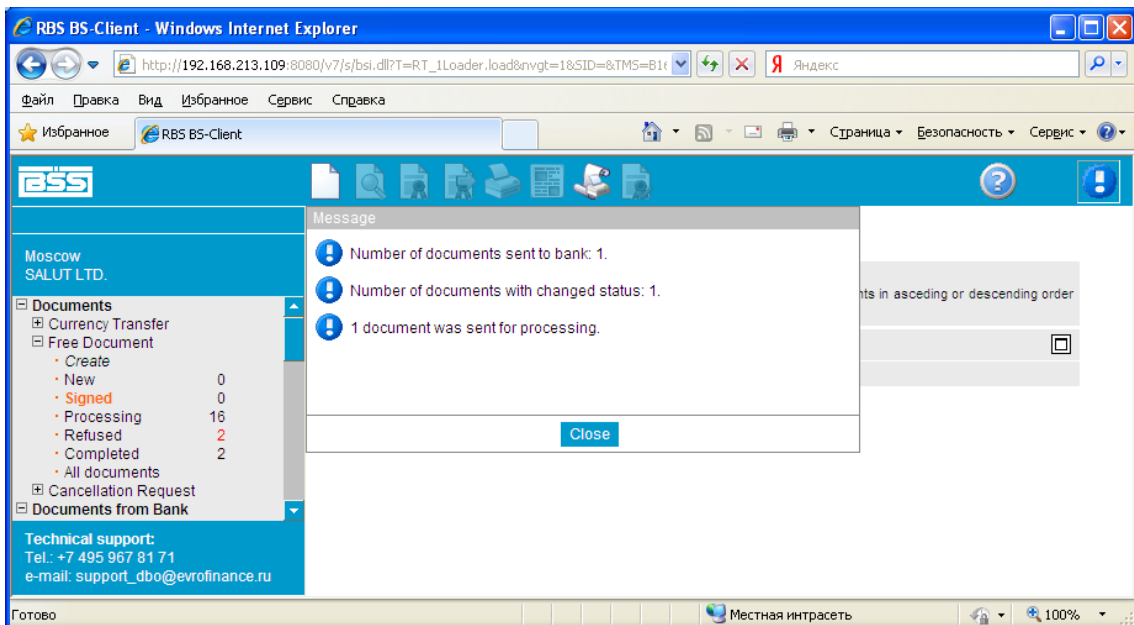 RBS BS-Client - Windows Internet Explorer
http://192.168.213.109:8080/v7/s/bsi.dll?T=RT_1Loader.load&nvgt=1&SID=&TMS=B16
Яндекс
Файл Правка Вид Избранное Сервис Справка
Избранное RBS BS-Client Страница Безопасность Сервис
BSS
Message
Moscow
SALUT LTD.
Number of documents sent to bank: 1.
Number of documents with changed status: 1.
1 document was sent for processing.
Close
nts in asceding or descending order
Documents
Currency Transfer
Free Document
Create
New 0
Signed 0
Processing 16
Refused 2
Completed 2
All documents
Cancellation Request
Documents from Bank
Technical support:
Tel.: +7 495 967 81 71
e-mail: support_dbo@evrofinance.ru
Готово Местная интрасеть 100%